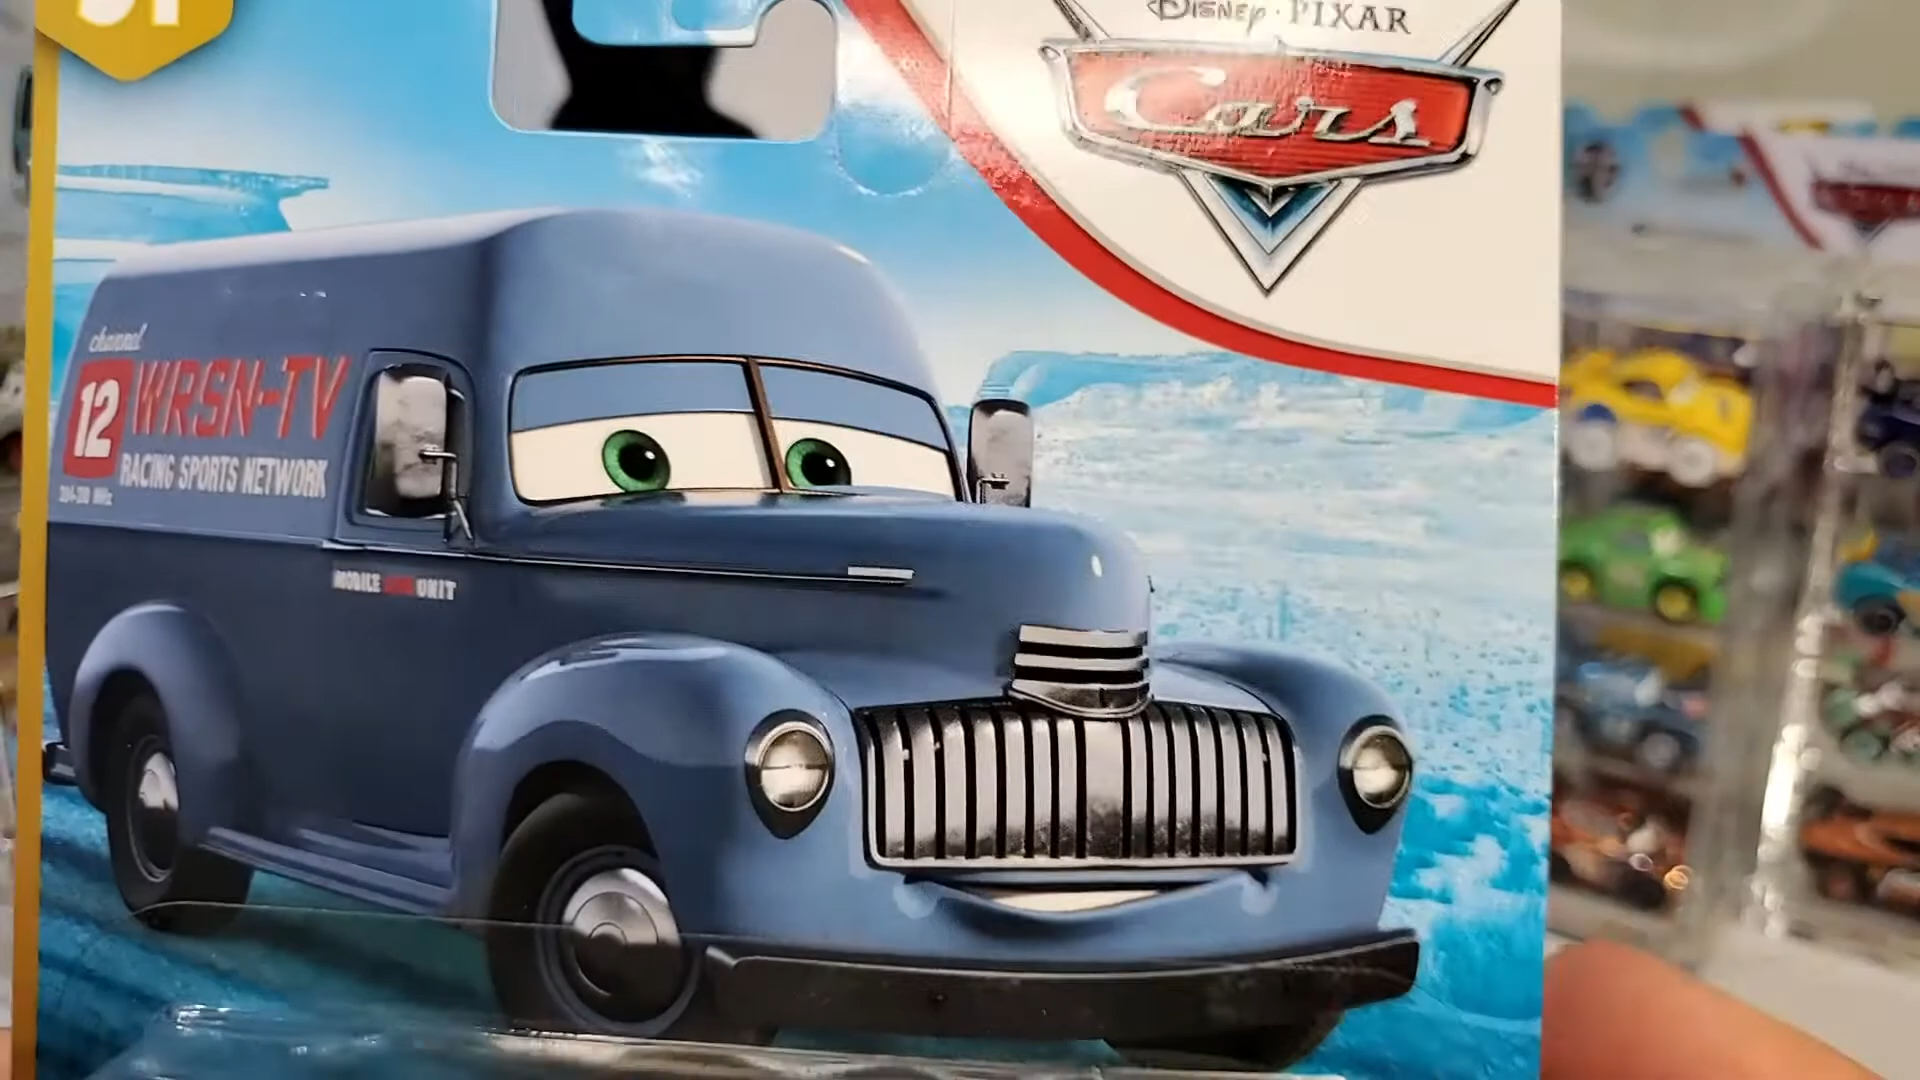 Disney · PIXAR
Cars
channel
12
WRSN-TV
RACING SPORTS NETWORK
MOBILE UNIT